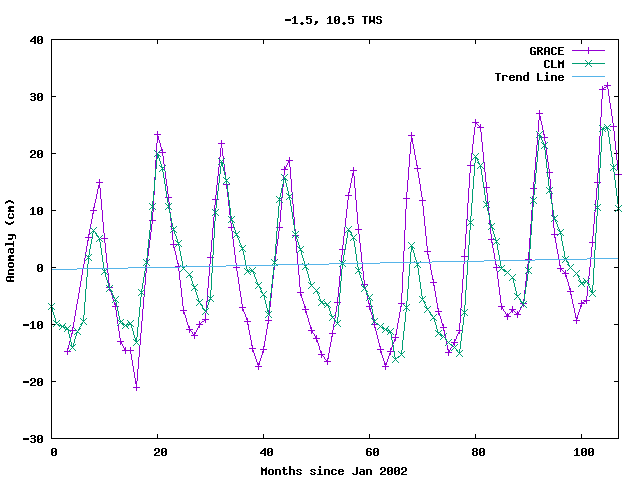 -1.5, 10.5 TWS
GRACE
CLM
Trend Line
Anomaly (cm)
40
30
20
10
0
-10
-20
-30
0 20 40 60 80 100
Months since Jan 2002